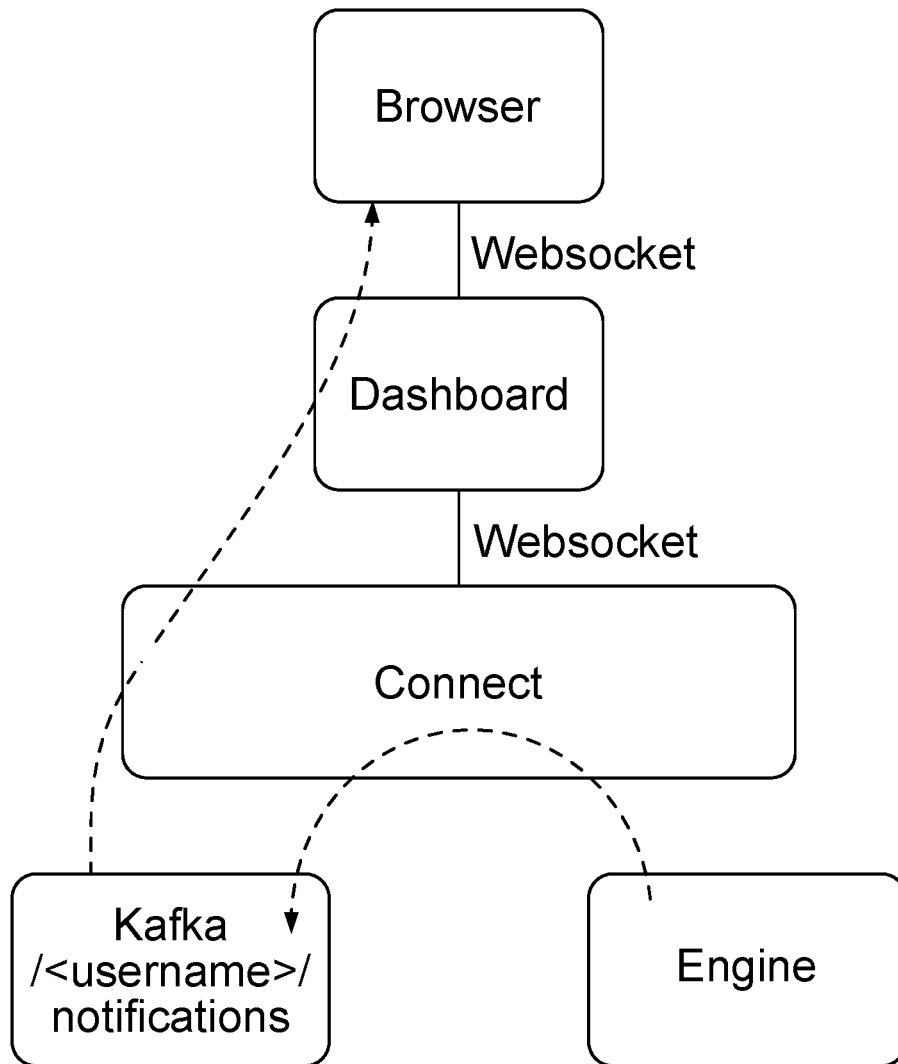 Browser
Websocket
Dashboard
Websocket
Connect
Kafka
/<username>/
notifications
Engine